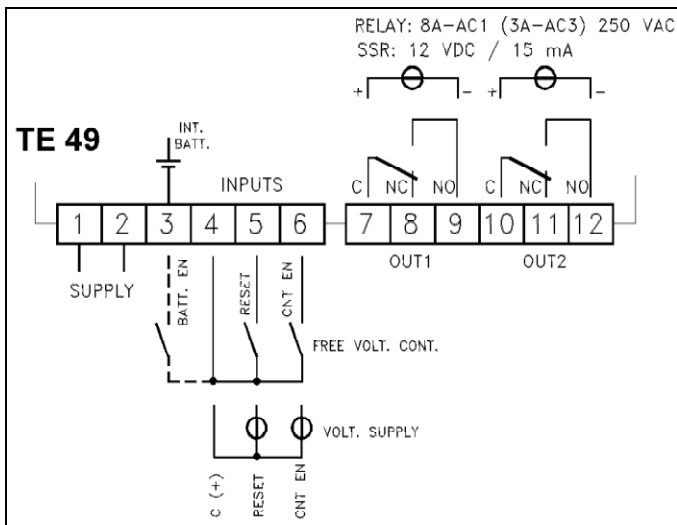 RELAY: 8A-AC1 (3A-AC3) 250 VAC
SSR: 12 VDC / 15 mA
+ - + -
TE 49
INT.
BATT.
INPUTS
C NC NO C NC NO
1 2 3 4 5 6 7 8 9 10 11 12
SUPPLY
OUT1 OUT2
BATT. EN
RESET
CNT EN
FREE VOLT. CONT.
VOLT. SUPPLY
C (+)
RESET
CNT EN